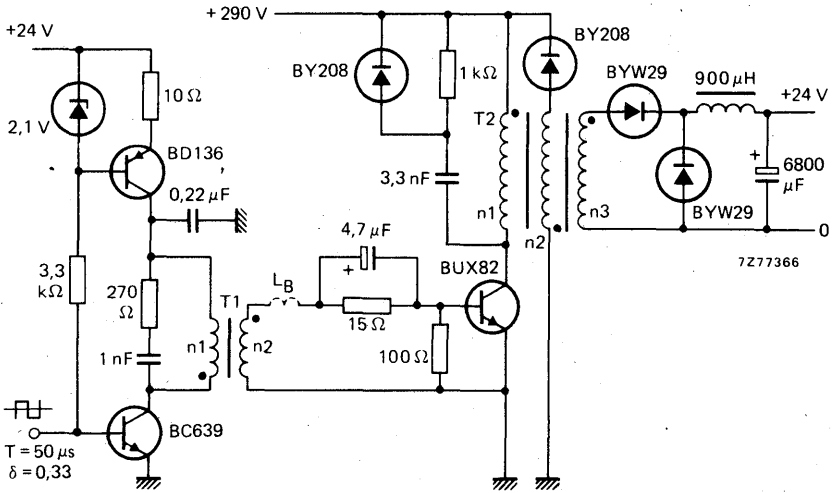 +24 V
2,1 V
10 Ω
BD136
0,22 μF
3,3
kΩ
270
Ω
1 nF
T1
n1
n2
T = 50 μs
δ = 0,33
BC639
+ 290 V
BY208
1 kΩ
3,3 nF
T2
n1
n2
n3
BY208
BYW29
900 μH
+24 V
+
6800
μF
BYW29
0
7Z77366
L_B
4,7 μF
+
15 Ω
100 Ω
BUX82